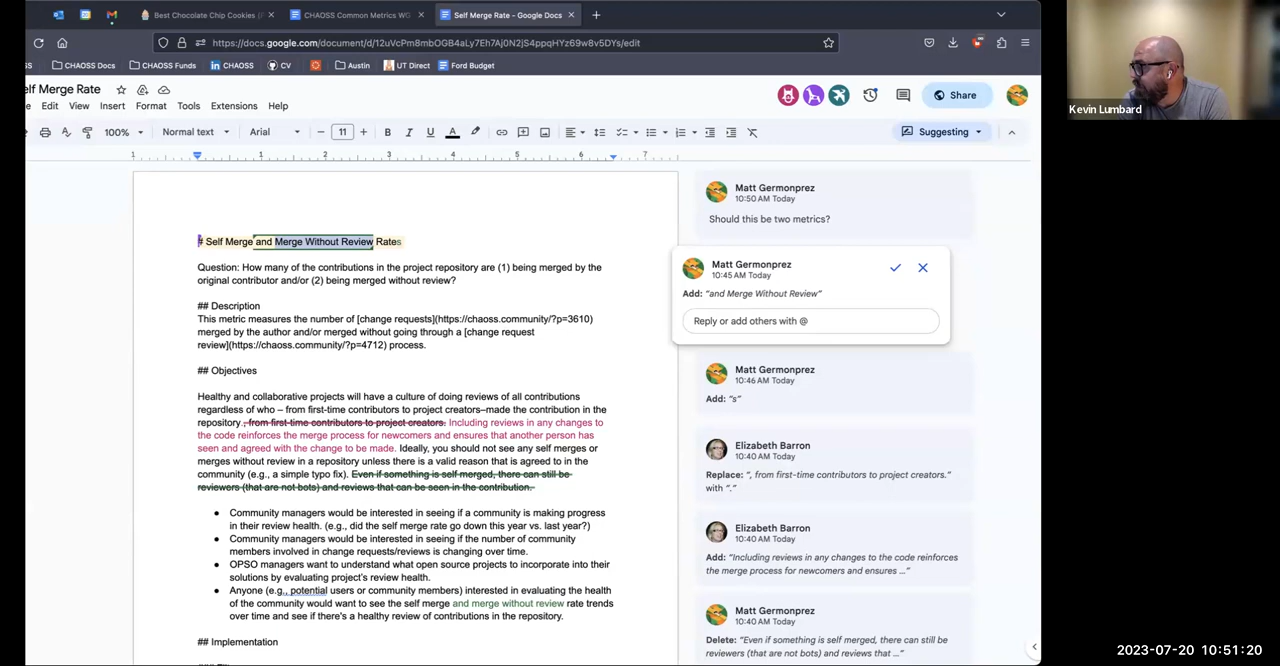 Best Chocolate Chip Cookies (
CHAOSS Common Metrics WG
Self Merge Rate - Google Docs
https://docs.google.com/document/d/12uVcPm8mbOGB4aLy7Eh7Aj0N2jS4ppqHYz69w8v5DYs/edit
SS
CHAOSS Docs
CHAOSS Funds
CHAOSS
CV
Austin
UT Direct
Ford Budget
elf Merge Rate
Share
e Edit View Insert Format Tools Extensions Help
100% Normal text Arial 11 Suggesting
1 1 2 3 4 5 6 7
# Self Merge and Merge Without Review Rates
Question: How many of the contributions in the project repository are (1) being merged by the
original contributor and/or (2) being merged without review?
## Description
This metric measures the number of [change requests](https://chaoss.community/?p=3610)
merged by the author and/or merged without going through a [change request
review](https://chaoss.community/?p=4712) process.
## Objectives
Healthy and collaborative projects will have a culture of doing reviews of all contributions
regardless of who – from first-time contributors to project creators–made the contribution in the
repository., from first-time contributors to project creators. Including reviews in any changes to
the code reinforces the merge process for newcomers and ensures that another person has
seen and agreed with the change to be made. Ideally, you should not see any self merges or
merges without review in a repository unless there is a valid reason that is agreed to in the
community (e.g., a simple typo fix). Even if something is self merged, there can still be
reviewers (that are not bots) and reviews that can be seen in the contribution.
● Community managers would be interested in seeing if a community is making progress
in their review health. (e.g., did the self merge rate go down this year vs. last year?)
● Community managers would be interested in seeing if the number of community
members involved in change requests/reviews is changing over time.
● OPSO managers want to understand what open source projects to incorporate into their
solutions by evaluating project's review health.
● Anyone (e.g., potential users or community members) interested in evaluating the health
of the community would want to see the self merge and merge without review rate trends
over time and see if there's a healthy review of contributions in the repository.
## Implementation
Matt Germonprez
10:50 AM Today
Should this be two metrics?
Matt Germonprez
10:45 AM Today
Add: “and Merge Without Review”
Reply or add others with @
Matt Germonprez
10:46 AM Today
Add: “s”
Elizabeth Barron
10:40 AM Today
Replace: “, from first-time contributors to project creators.”
with “.”
Elizabeth Barron
10:40 AM Today
Add: “Including reviews in any changes to the code reinforces
the merge process for newcomers and ensures ...”
Matt Germonprez
10:40 AM Today
Delete: “Even if something is self merged, there can still be
reviewers (that are not bots) and reviews that ...”
Kevin Lumbard
2023-07-20 10:51:20